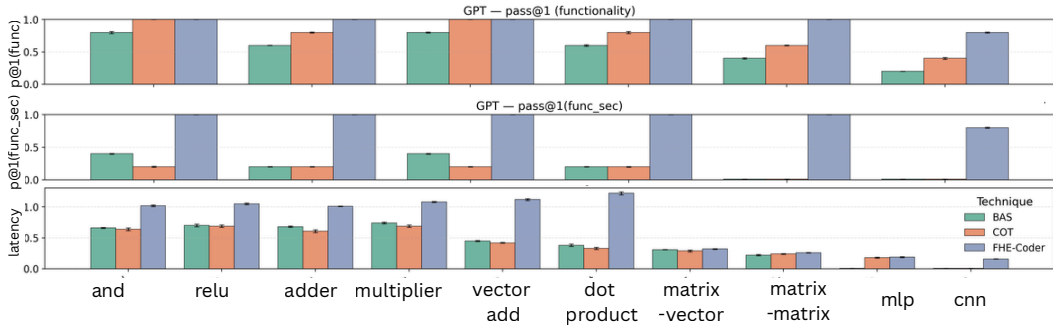 GPT — pass@1 (functionality)
p@1(func)
1.0
0.5
0.0
GPT — pass@1(func_sec)
p@1(func_sec)
1.0
0.5
0.0
latency
1.0
0.5
0.0
Technique
BAS
COT
FHE-Coder
and
relu
adder
multiplier
vector
add
dot
product
matrix
-vector
matrix
-matrix
mlp
cnn